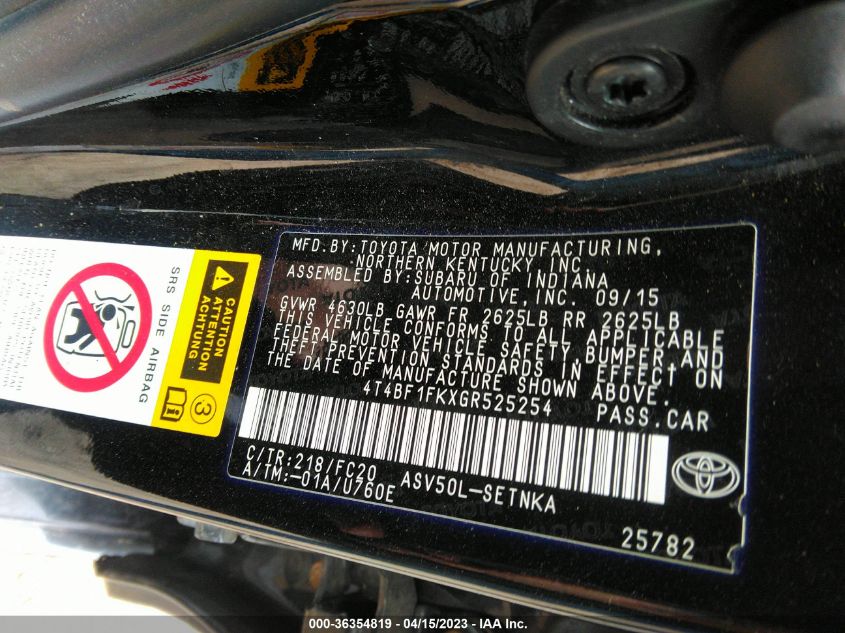 MFD.BY:TOYOTA MOTOR MANUFACTURING,
NORTHERN KENTUCKY INC.
ASSEMBLED BY:SUBARU OF INDIANA
AUTOMOTIVE,INC. 09/15
GVWR 4630LB GAWR FR 2625LB RR 2625LB
THIS VEHICLE CONFORMS TO ALL APPLICABLE
FEDERAL MOTOR VEHICLE SAFETY, BUMPER, AND
THEFT PREVENTION STANDARDS IN EFFECT ON
THE DATE OF MANUFACTURE SHOWN ABOVE.
4T4BF1FKXGR525254 PASS.CAR
C/TR:218/FC20 ASV50L-SETNKA
A/TM:-01A/U760E
25782
SRS SIDE AIRBAG
CAUTION
ATTENTION
ACHTUNG.
3
000-36354819 - 04/15/2023 - IAA Inc.